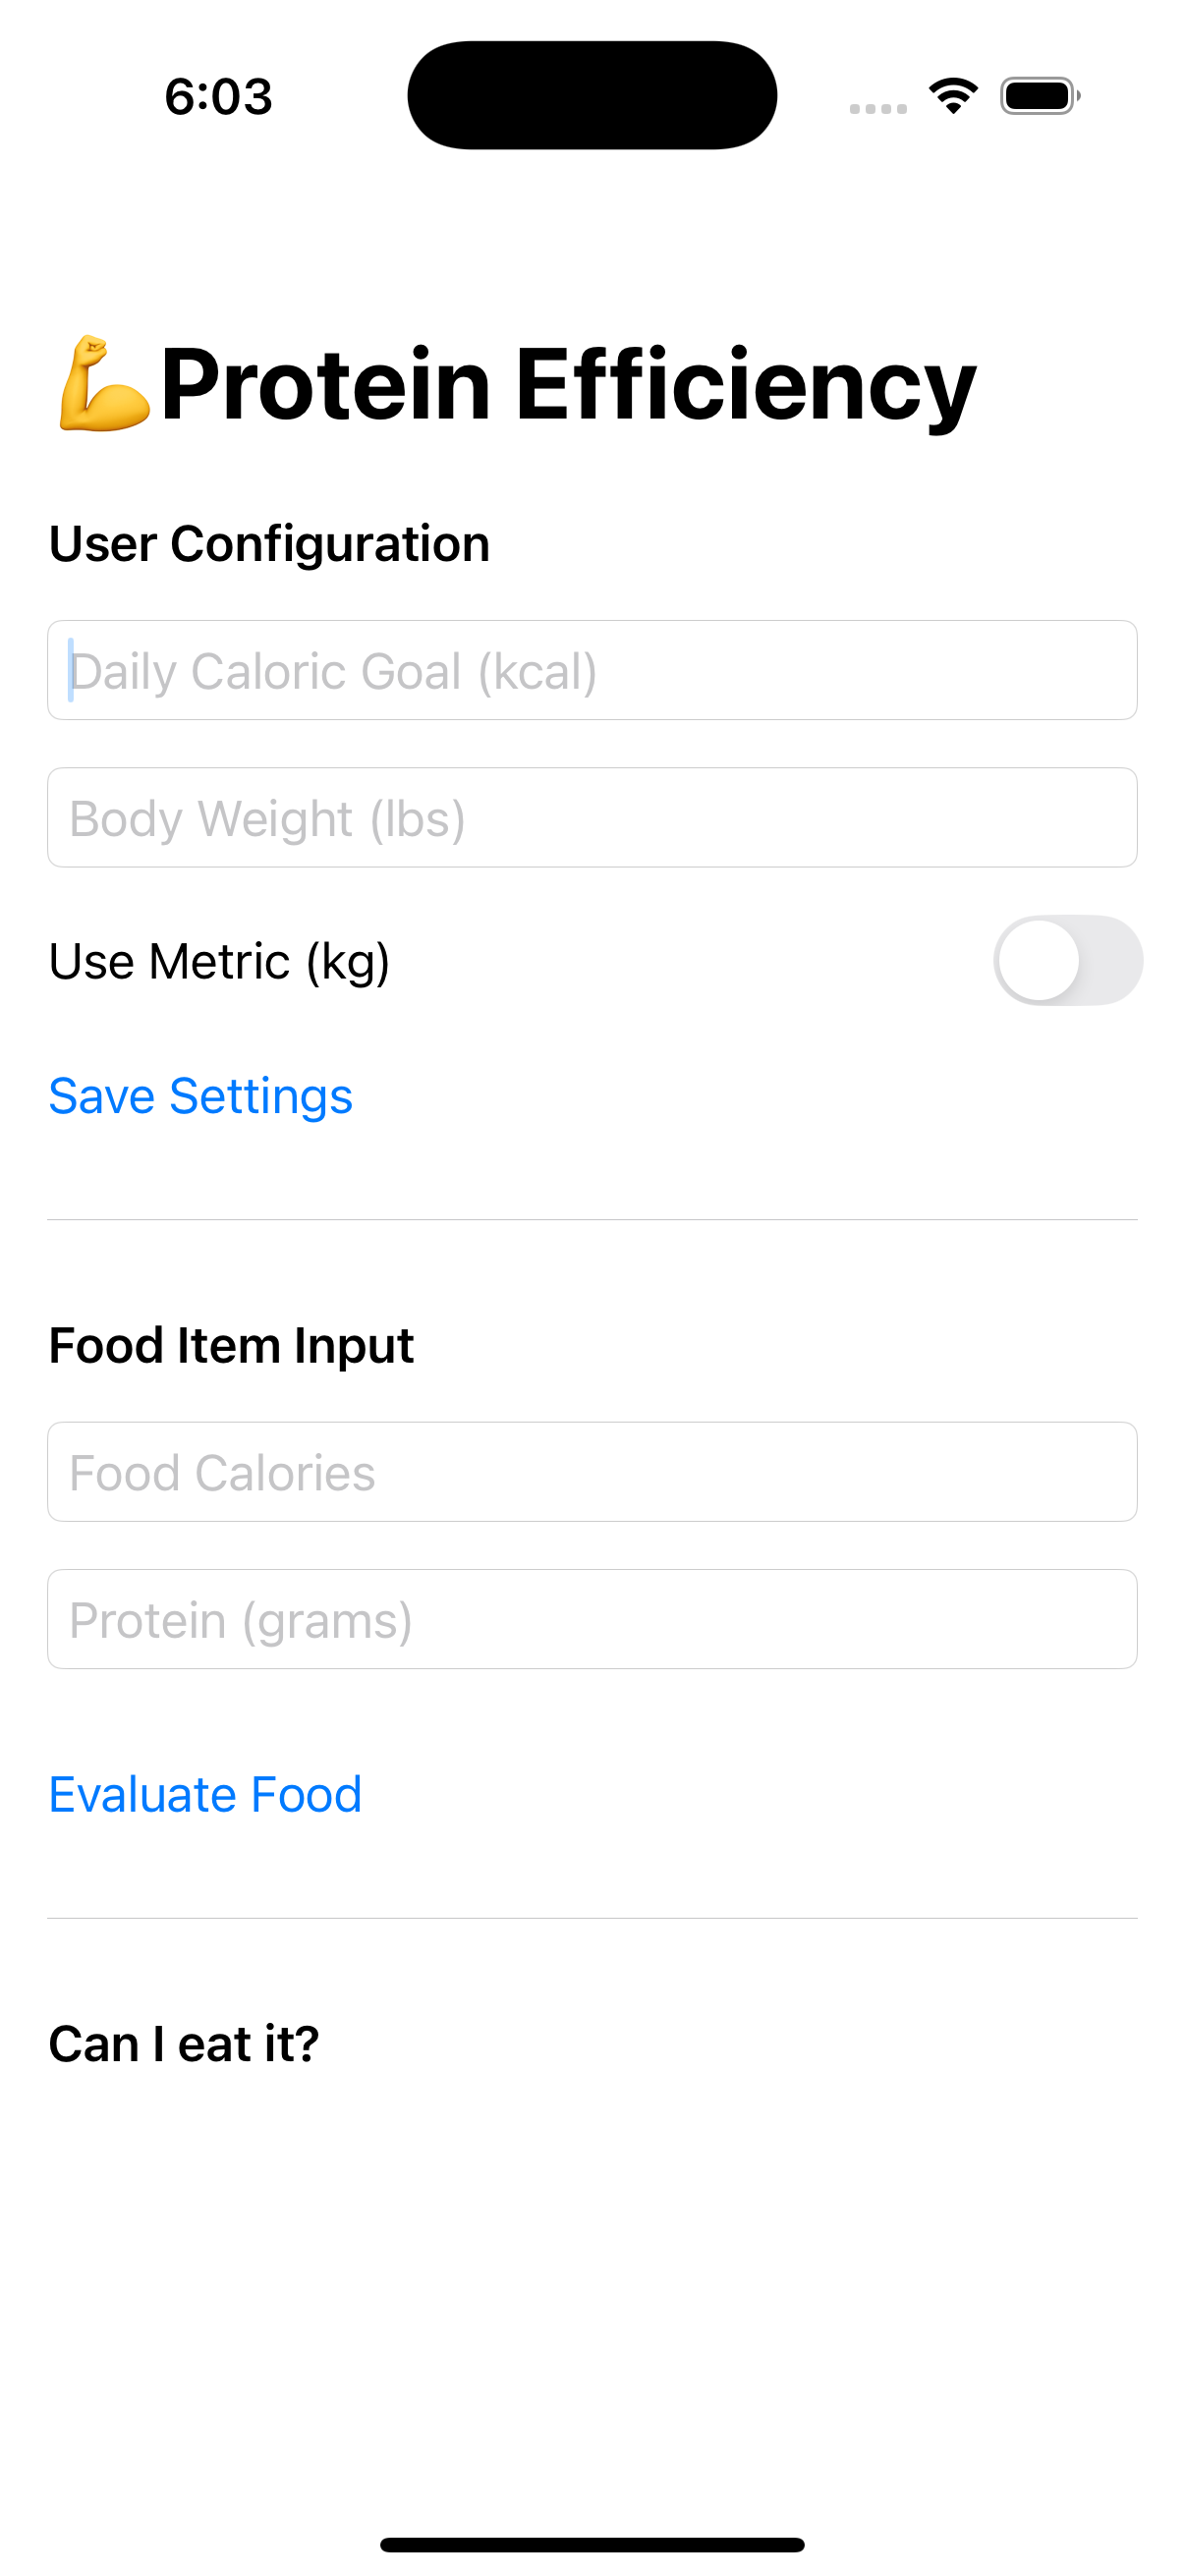 6:03
💪Protein Efficiency
User Configuration
Daily Caloric Goal (kcal)
Body Weight (lbs)
Use Metric (kg)
Save Settings
Food Item Input
Food Calories
Protein (grams)
Evaluate Food
Can I eat it?